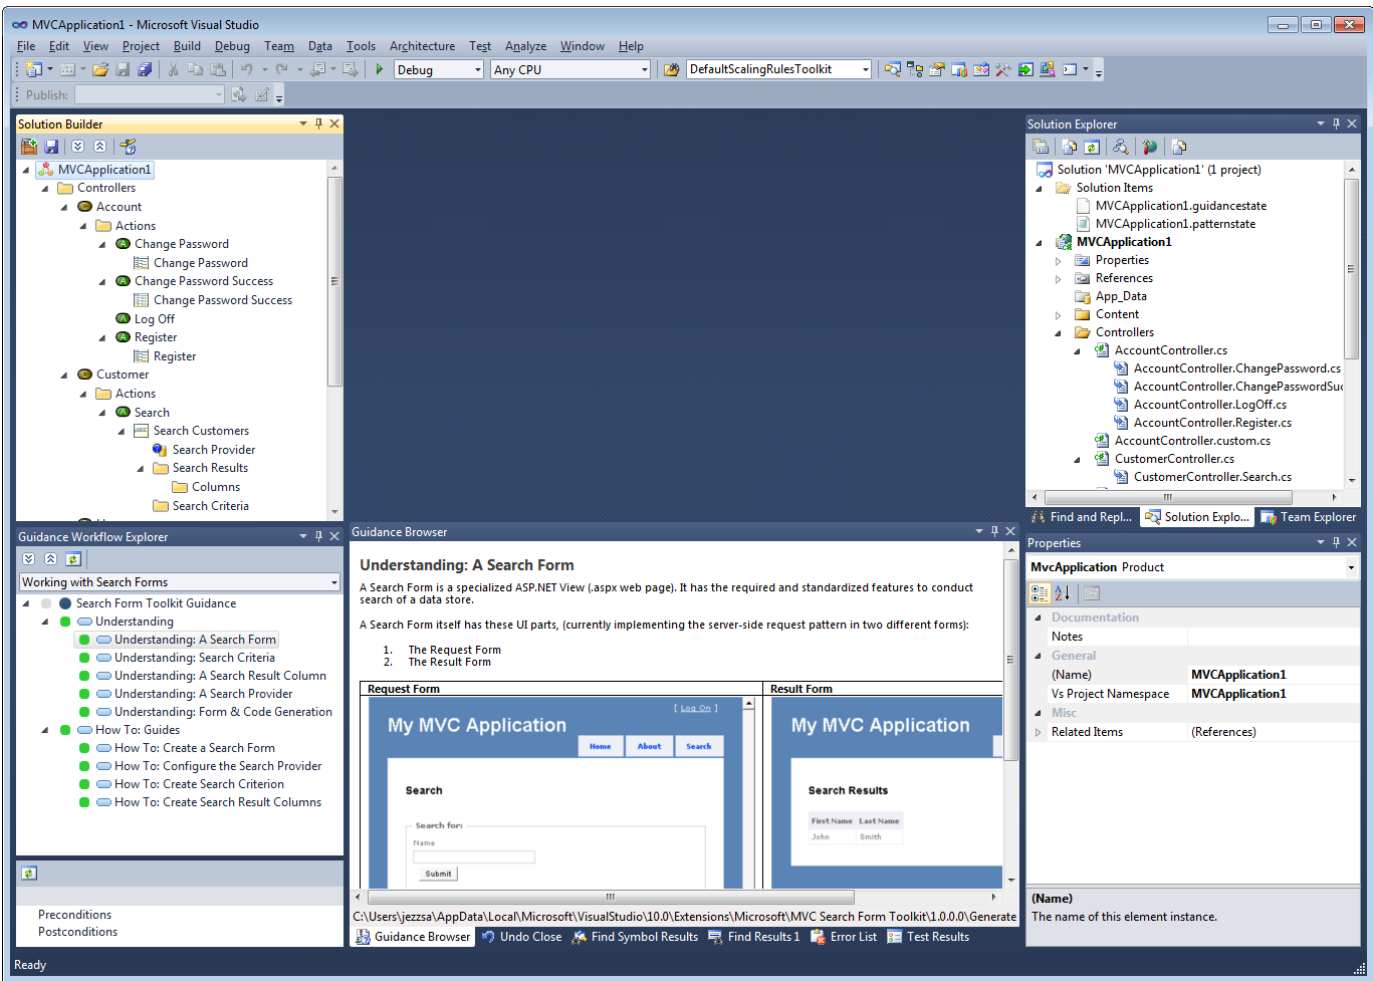 MVCApplication1 - Microsoft Visual Studio
File Edit View Project Build Debug Team Data Tools Architecture Test Analyze Window Help
Debug Any CPU DefaultScalingRulesToolkit
Publish:
Solution Builder
MVCApplication1
Controllers
Account
Actions
Change Password
Change Password
Change Password Success
Change Password Success
Log Off
Register
Register
Customer
Actions
Search
Search Customers
Search Provider
Search Results
Columns
Search Criteria
Guidance Workflow Explorer
Working with Search Forms
Search Form Toolkit Guidance
Understanding
Understanding: A Search Form
Understanding: Search Criteria
Understanding: A Search Result Column
Understanding: A Search Provider
Understanding: Form & Code Generation
How To: Guides
How To: Create a Search Form
How To: Configure the Search Provider
How To: Create Search Criterion
How To: Create Search Result Columns
Preconditions
Postconditions
Guidance Browser
Understanding: A Search Form
A Search Form is a specialized ASP.NET View (.aspx web page). It has the required and standardized features to conduct
search of a data store.
A Search Form itself has these UI parts, (currently implementing the server-side request pattern in two different forms):
1. The Request Form
2. The Result Form
Request Form
[ Log On ]
My MVC Application
Home About Search
Search
Search for:
Name
Submit
Result Form
My MVC Application
Search Results
First Name Last Name
John Smith
C:\Users\jezzsa\AppData\Local\Microsoft\VisualStudio\10.0\Extensions\Microsoft\MVC Search Form Toolkit\1.0.0.0\Generate
Guidance Browser Undo Close Find Symbol Results Find Results 1 Error List Test Results
Solution Explorer
Solution 'MVCApplication1' (1 project)
Solution Items
MVCApplication1.guidancestate
MVCApplication1.patternstate
MVCApplication1
Properties
References
App_Data
Content
Controllers
AccountController.cs
AccountController.ChangePassword.cs
AccountController.ChangePasswordSuc
AccountController.LogOff.cs
AccountController.Register.cs
AccountController.custom.cs
CustomerController.cs
CustomerController.Search.cs
Find and Repl... Solution Explo... Team Explorer
Properties
MvcApplication Product
Documentation
Notes
General
(Name) MVCApplication1
Vs Project Namespace MVCApplication1
Misc
Related Items (References)
(Name)
The name of this element instance.
Ready